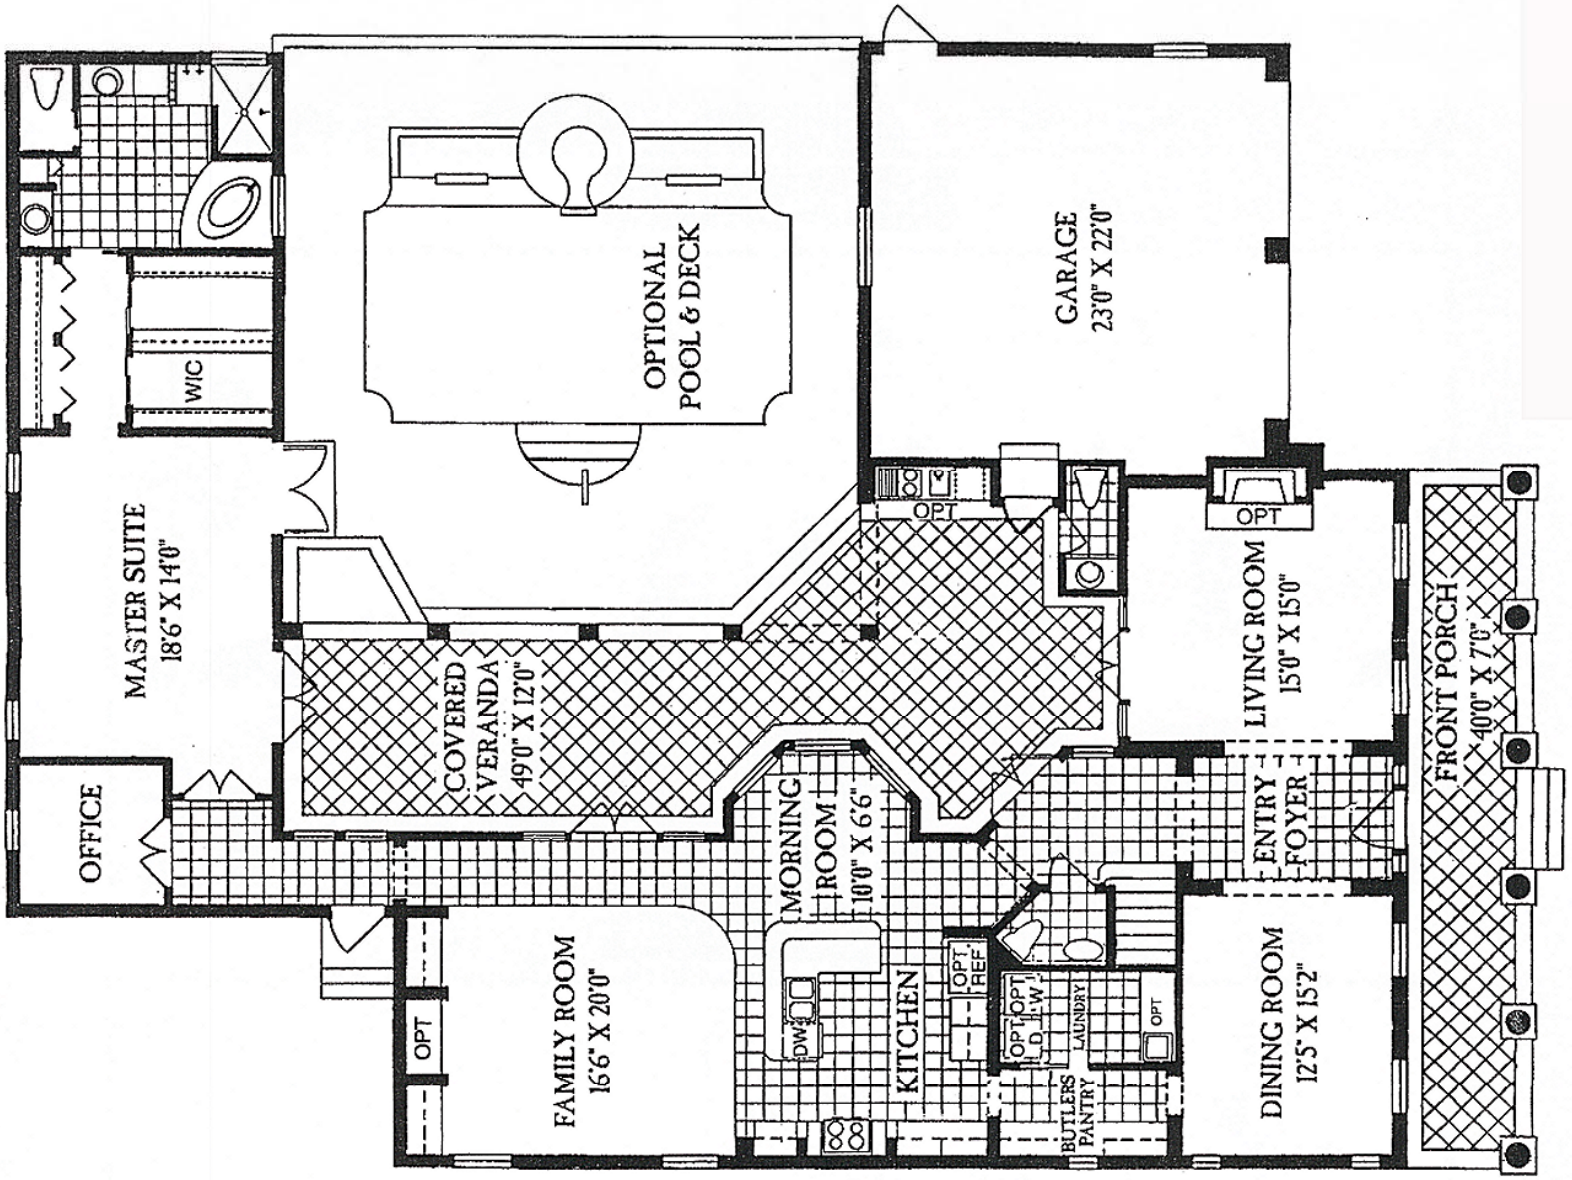 OPTIONAL
POOL & DECK
GARAGE
23'0" X 22'0"
WIC
MASTER SUITE
18'6" X 14'0"
OPT
OPT
LIVING ROOM
15'0" X 15'0"
FRONT PORCH
40'0" X 7'0"
COVERED
VERANDA
49'0" X 12'0"
OFFICE
MORNING
ROOM
10'0" X 6'6"
ENTRY
FOYER
FAMILY ROOM
16'6" X 20'0"
OPT
DW
KITCHEN
OPT.
REF.
OPT
D
OPT
W
LAUNDRY
OPT
BUTLERS
PANTRY
DINING ROOM
12'5" X 15'2"